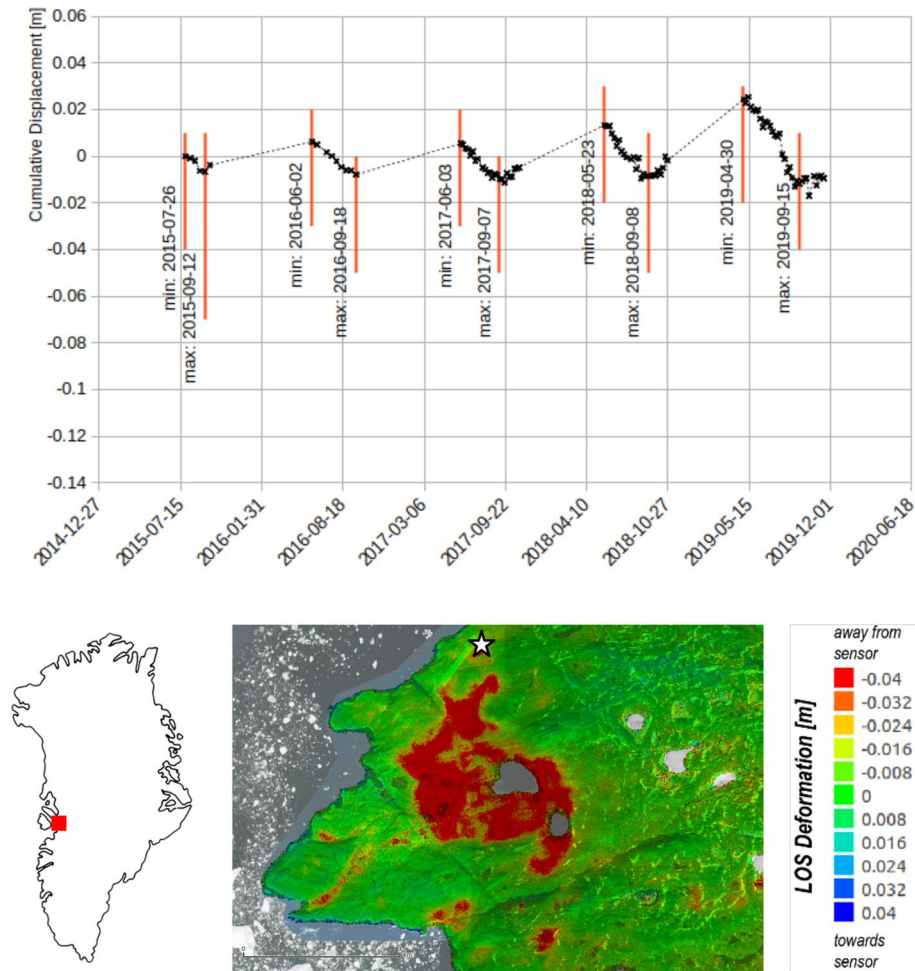 Cumulative Displacement [m]
0.06
0.04
0.02
0
-0.02
-0.04
-0.06
-0.08
-0.1
-0.12
-0.14
min: 2015-07-26
max: 2015-09-12
min: 2016-06-02
max: 2016-09-18
min: 2017-06-03
max: 2017-09-07
min: 2018-05-23
max: 2018-09-08
min: 2019-04-30
max: 2019-09-15
2014-12-27
2015-07-15
2016-01-31
2016-08-18
2017-03-06
2017-09-22
2018-04-10
2018-10-27
2019-05-15
2019-12-01
2020-06-18
LOS Deformation [m]
away from
sensor
-0.04
-0.032
-0.024
-0.016
-0.008
0
0.008
0.016
0.024
0.032
0.04
towards
sensor